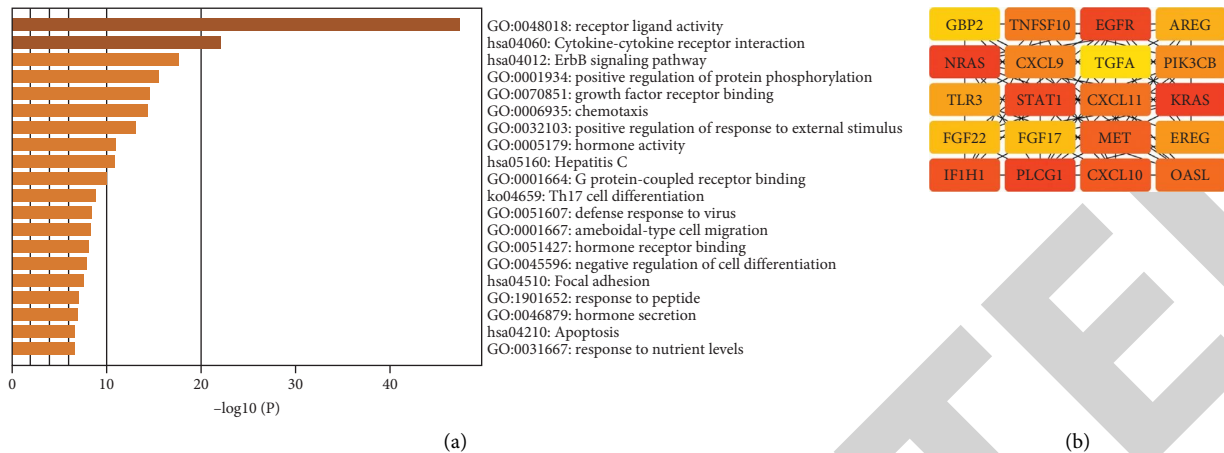 GO:0048018: receptor ligand activity
hsa04060: Cytokine-cytokine receptor interaction
hsa04012: ErbB signaling pathway
GO:0001934: positive regulation of protein phosphorylation
GO:0070851: growth factor receptor binding
GO:0006935: chemotaxis
GO:0032103: positive regulation of response to external stimulus
GO:0005179: hormone activity
hsa05160: Hepatitis C
GO:0001664: G protein-coupled receptor binding
ko04659: Th17 cell differentiation
GO:0051607: defense response to virus
GO:0001667: ameboidal-type cell migration
GO:0051427: hormone receptor binding
GO:0045596: negative regulation of cell differentiation
hsa04510: Focal adhesion
GO:1901652: response to peptide
GO:0046879: hormone secretion
hsa04210: Apoptosis
GO:0031667: response to nutrient levels
0 10 20 30 40
–log10 (P)
(a)
GBP2 TNFSF10 EGFR AREG
NRAS CXCL9 TGFA PIK3CB
TLR3 STAT1 CXCL11 KRAS
FGF22 FGF17 MET EREG
IF1H1 PLCG1 CXCL10 OASL
(b)